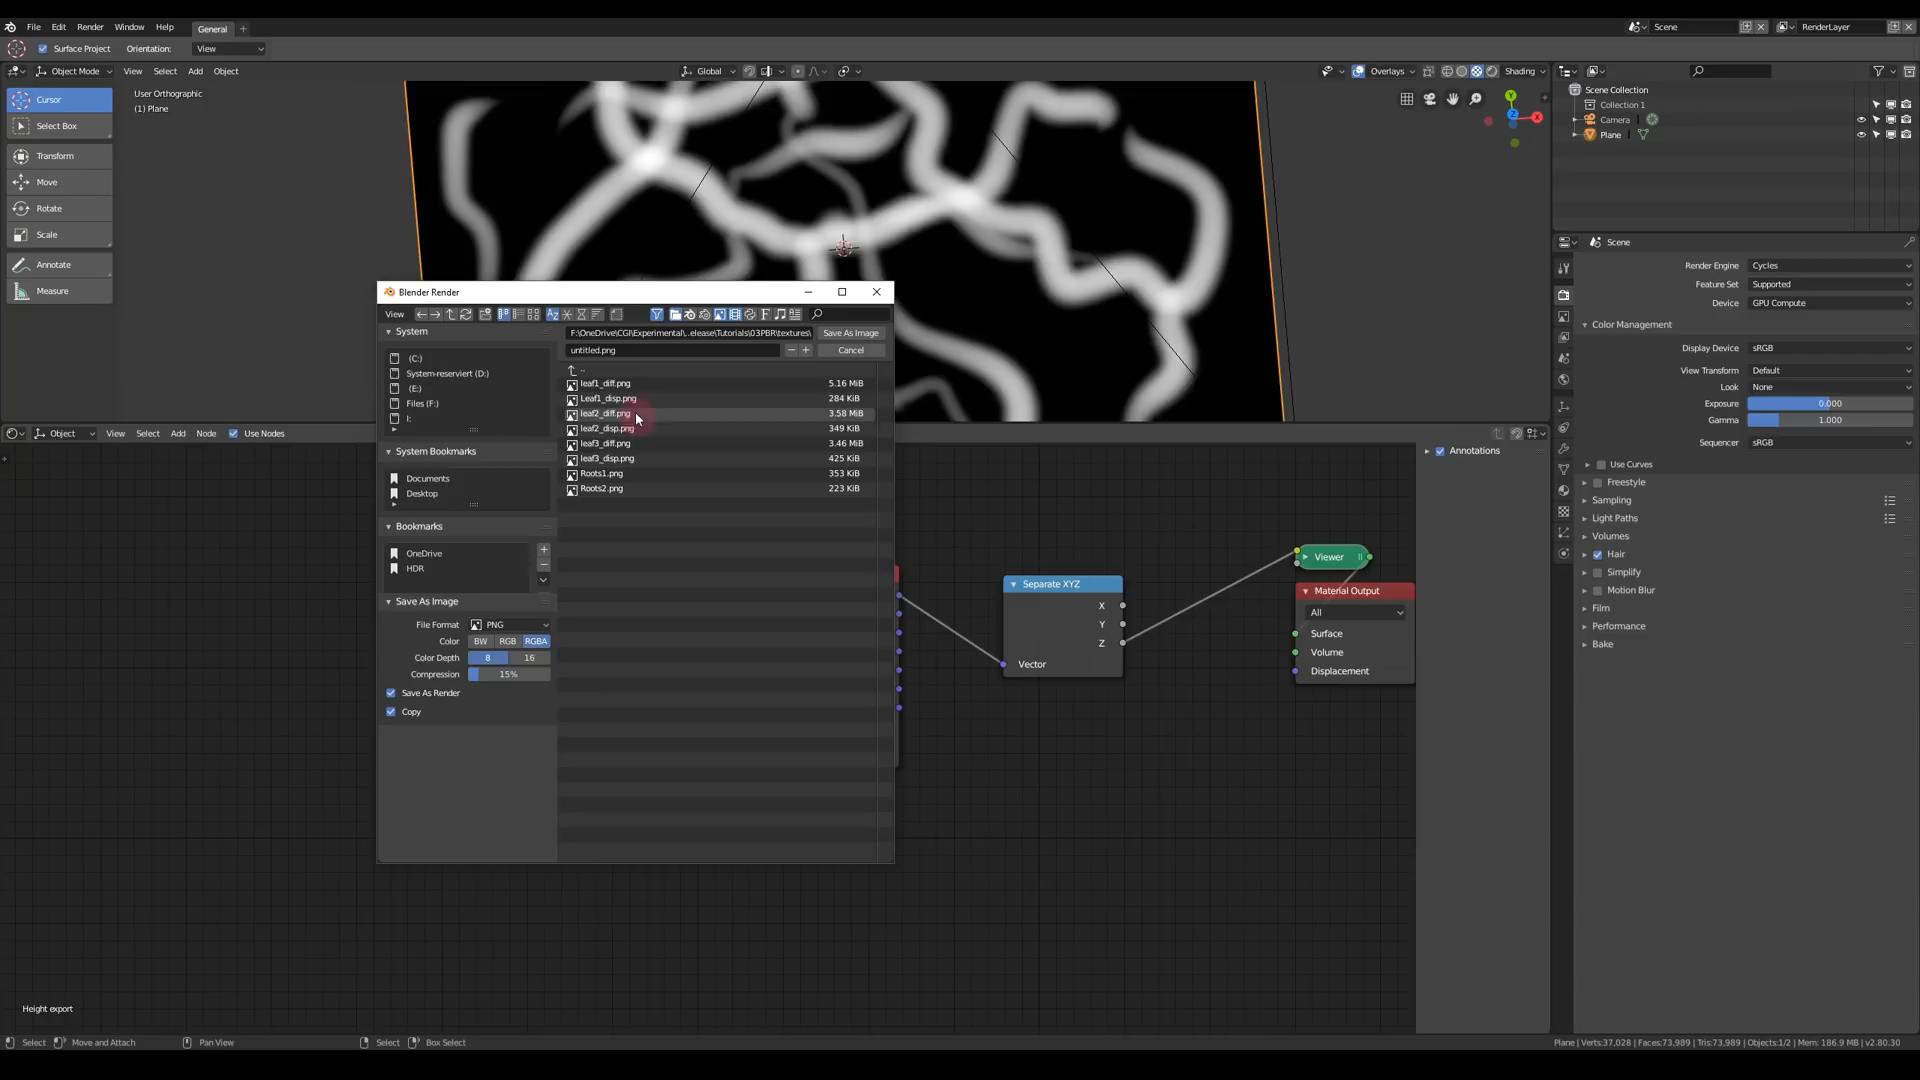 File Edit Render Window Help General +
Scene RenderLayer
Surface Project Orientation: View
Object Mode View Select Add Object Global Overlays Shading
Cursor
Select Box
Transform
Move
Rotate
Scale
Annotate
Measure
User Orthographic
(1) Plane
Y
Z
X
Scene Collection
Collection 1
Camera
Plane
Scene
Render Engine Cycles
Feature Set Supported
Device GPU Compute
Color Management
Display Device sRGB
View Transform Default
Look None
Exposure 0.000
Gamma 1.000
Sequencer sRGB
Use Curves
Freestyle
Sampling
Light Paths
Volumes
Hair
Simplify
Motion Blur
Film
Performance
Bake
Blender Render
View
System
(C:)
System-reserviert (D:)
(E:)
Files (F:)
I:
System Bookmarks
Documents
Desktop
Bookmarks
OneDrive
HDR
Save As Image
File Format PNG
Color BW RGB RGBA
Color Depth 8 16
Compression 15%
Save As Render
Copy
F:\OneDrive\CGI\Experimental\..elease\Tutorials\03PBR\textures\ Save As Image
untitled.png Cancel
..
leaf1_diff.png 5.16 MiB
Leaf1_disp.png 284 KiB
leaf2_diff.png 3.58 MiB
leaf2_disp.png 349 KiB
leaf3_diff.png 3.46 MiB
leaf3_disp.png 425 KiB
Roots1.png 353 KiB
Roots2.png 223 KiB
Object View Select Add Node Use Nodes
Annotations
Separate XYZ
X
Y
Z
Vector
Viewer
Material Output
All
Surface
Volume
Displacement
Height export
Select Move and Attach Pan View Select Box Select
Plane | Verts:37,028 | Faces:73,989 | Tris:73,989 | Objects:1/2 | Mem: 186.9 MB | v2.80.30